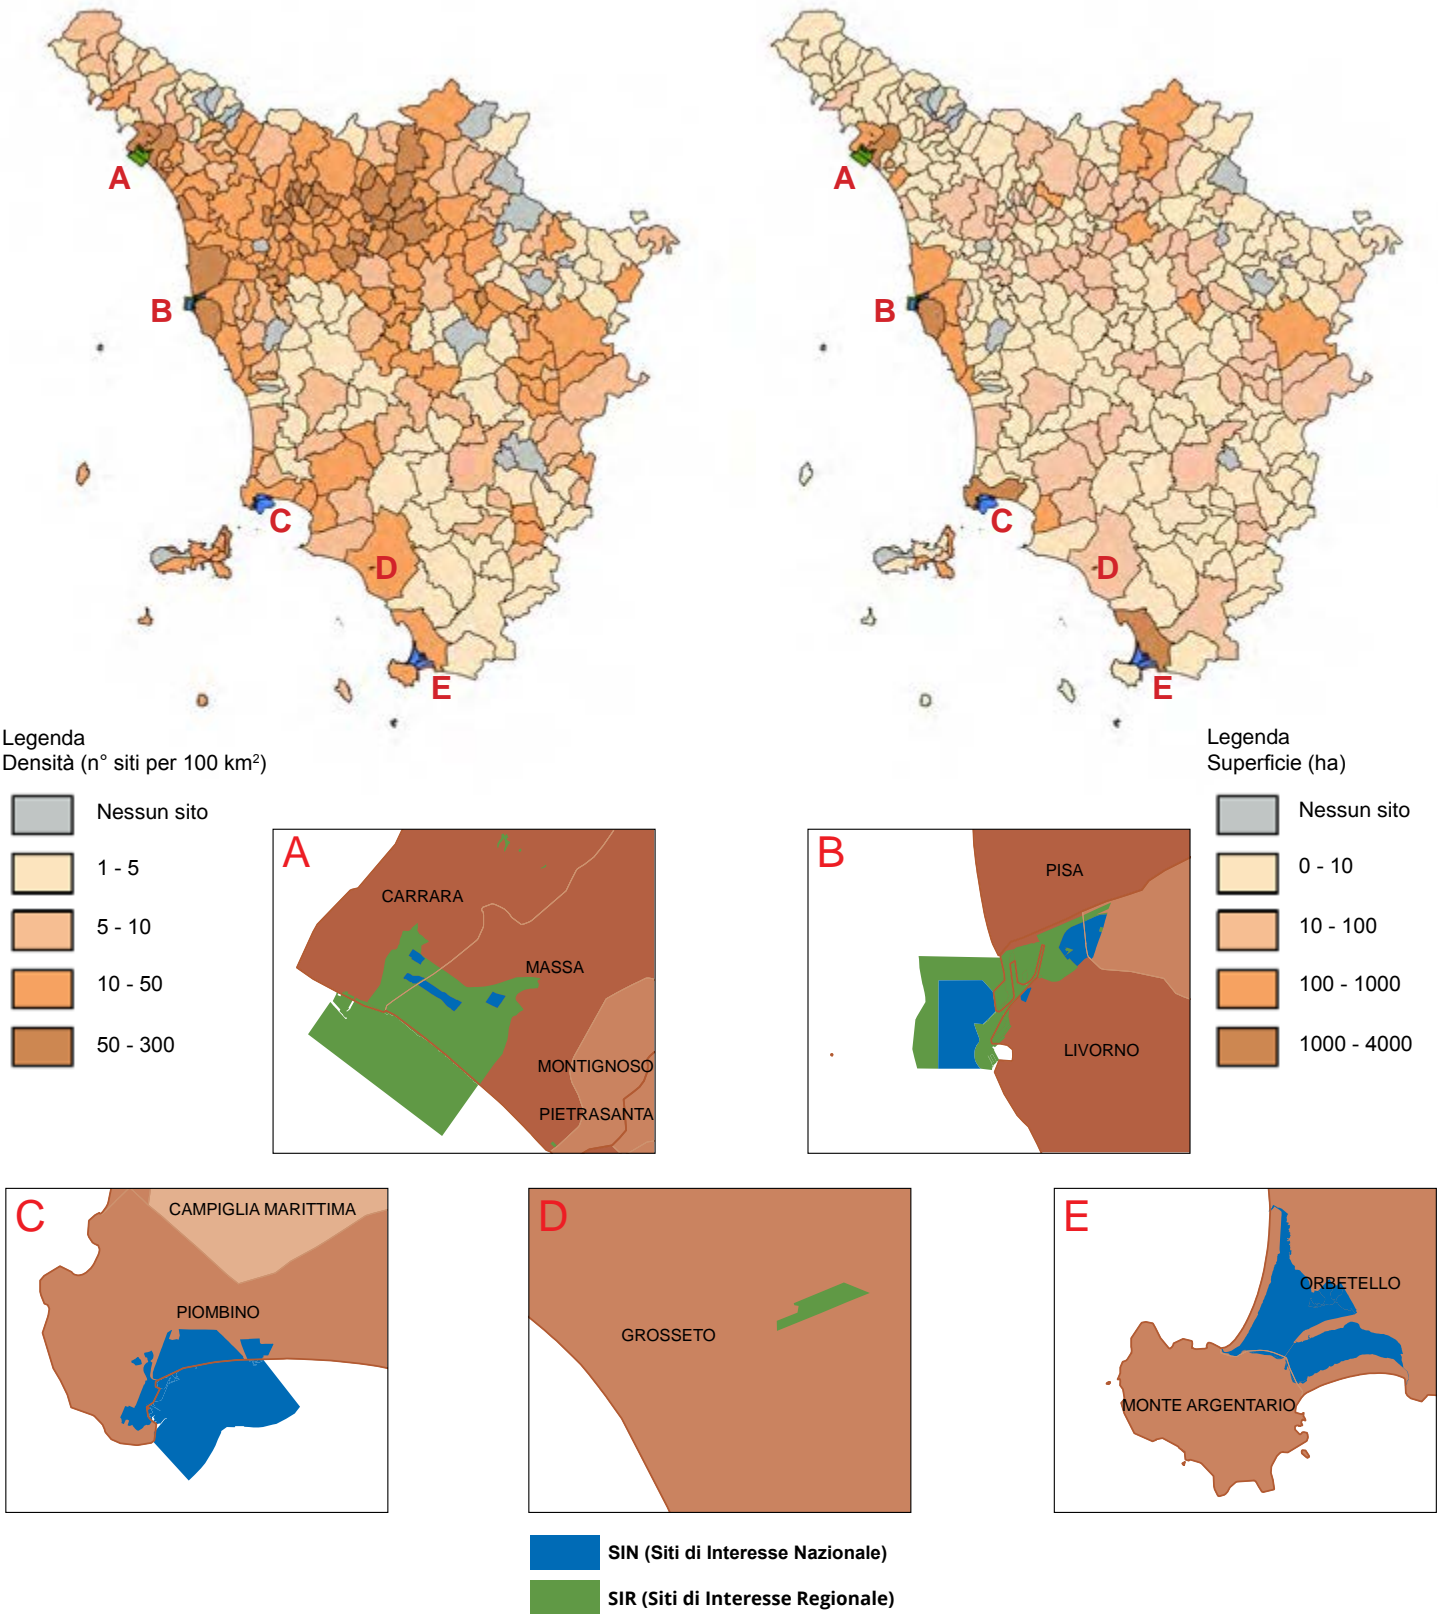 A
B
C
D
E
A
B
C
D
E
Legenda
Densità (n° siti per 100 km²)
Nessun sito
1 - 5
5 - 10
10 - 50
50 - 300
Legenda
Superficie (ha)
Nessun sito
0 - 10
10 - 100
100 - 1000
1000 - 4000
A
CARRARA
MASSA
MONTIGNOSO
PIETRASANTA
B
PISA
LIVORNO
C
CAMPIGLIA MARITTIMA
PIOMBINO
D
GROSSETO
E
ORBETELLO
MONTE ARGENTARIO
SIN (Siti di Interesse Nazionale)
SIR (Siti di Interesse Regionale)